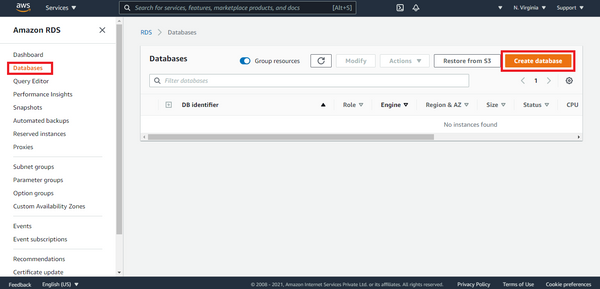 aws Services Search for services, features, marketplace products, and docs [Alt+S] N. Virginia Support
Amazon RDS
Dashboard
Databases
Query Editor
Performance Insights
Snapshots
Automated backups
Reserved instances
Proxies
Subnet groups
Parameter groups
Option groups
Custom Availability Zones
Events
Event subscriptions
Recommendations
Certificate update
RDS > Databases
Databases Group resources Modify Actions Restore from S3 Create database
Filter databases 1
DB identifier Role Engine Region & AZ Size Status CPU
No instances found
Feedback English (US) © 2008 - 2021, Amazon Internet Services Private Ltd. or its affiliates. All rights reserved. Privacy Policy Terms of Use Cookie preferences